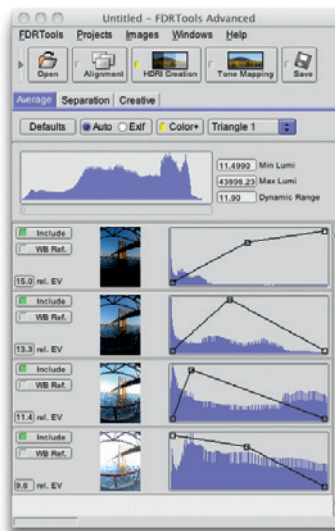 Untitled - FDRTools Advanced
FDRTools Projects Images Windows Help
Open Alignment HDRI Creation Tone Mapping Save
Average Separation Creative
Defaults Auto Exif Color+ Triangle 1
11.4990 Min Lumi
43698.23 Max Lumi
11.90 Dynamic Range
Include
WB Ref.
15.0 rel. EV
Include
WB Ref.
13.3 rel. EV
Include
WB Ref.
11.4 rel. EV
Include
WB Ref.
9.6 rel. EV